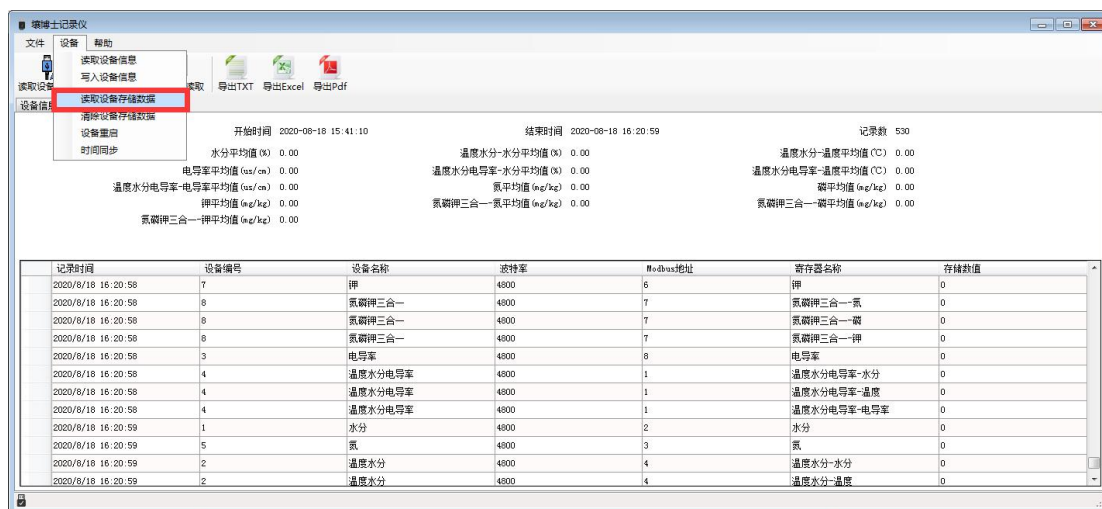 壤博士记录仪
文件 设备 帮助
读取设备信息
写入设备信息
读取设备存储数据
清除设备存储数据
设备重启
时间同步
读取设备 读取 导出TXT 导出Excel 导出Pdf
设备信息
开始时间 2020-08-18 15:41:10 结束时间 2020-08-18 16:20:59 记录数 530
水分平均值(%) 0.00 温度水分-水分平均值(%) 0.00 温度水分-温度平均值(℃) 0.00
电导率平均值(us/cm) 0.00 温度水分电导率-水分平均值(%) 0.00 温度水分电导率-温度平均值(℃) 0.00
温度水分电导率-电导率平均值(us/cm) 0.00 氮平均值(mg/kg) 0.00 磷平均值(mg/kg) 0.00
钾平均值(mg/kg) 0.00 氮磷钾三合一-氮平均值(mg/kg) 0.00 氮磷钾三合一-磷平均值(mg/kg) 0.00
氮磷钾三合一-钾平均值(mg/kg) 0.00
记录时间 设备编号 设备名称 波特率 Modbus地址 寄存器名称 存储数值
2020/8/18 16:20:58 7 钾 4800 6 钾 0
2020/8/18 16:20:58 8 氮磷钾三合一 4800 7 氮磷钾三合一-氮 0
2020/8/18 16:20:58 8 氮磷钾三合一 4800 7 氮磷钾三合一-磷 0
2020/8/18 16:20:58 8 氮磷钾三合一 4800 7 氮磷钾三合一-钾 0
2020/8/18 16:20:58 3 电导率 4800 8 电导率 0
2020/8/18 16:20:58 4 温度水分电导率 4800 1 温度水分电导率-水分 0
2020/8/18 16:20:58 4 温度水分电导率 4800 1 温度水分电导率-温度 0
2020/8/18 16:20:58 4 温度水分电导率 4800 1 温度水分电导率-电导率 0
2020/8/18 16:20:59 1 水分 4800 2 水分 0
2020/8/18 16:20:59 5 氮 4800 3 氮 0
2020/8/18 16:20:59 2 温度水分 4800 4 温度水分-水分 0
2020/8/18 16:20:59 2 温度水分 4800 4 温度水分-温度 0